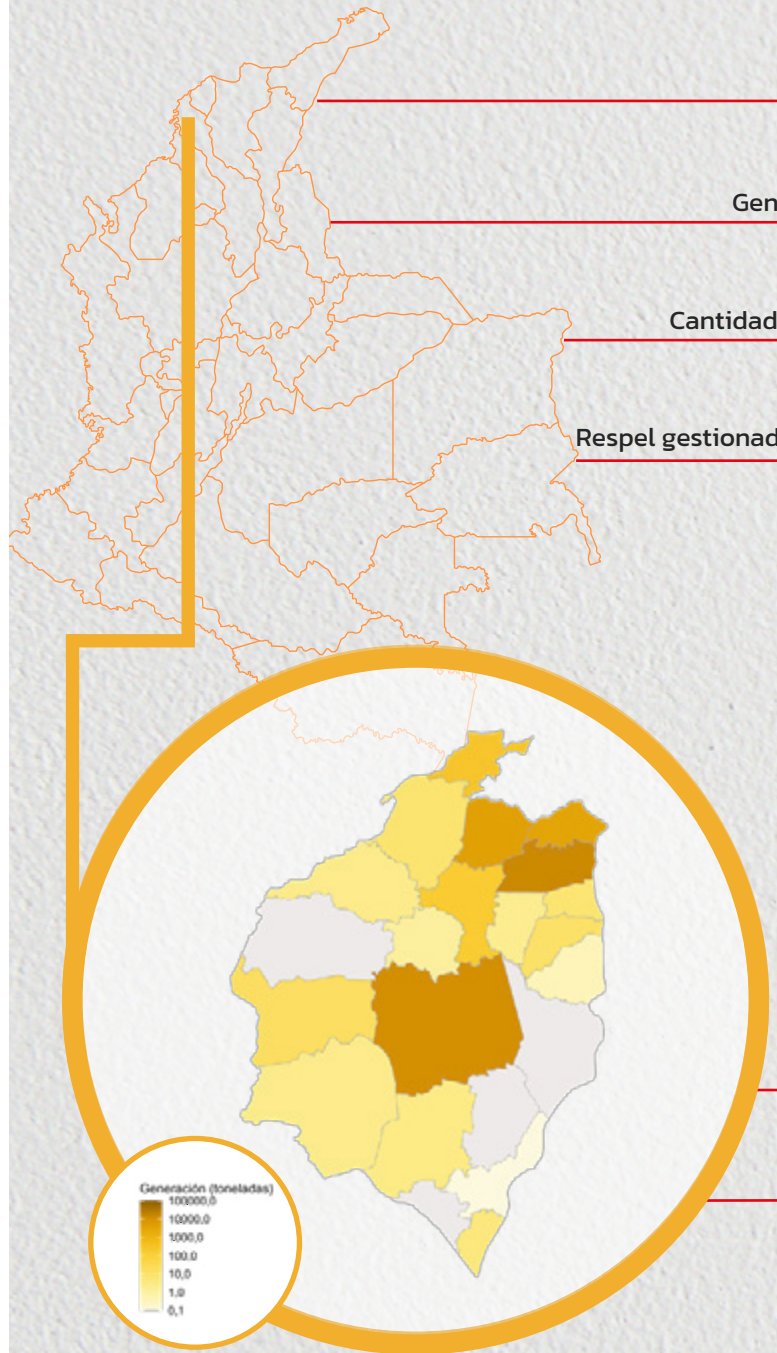 Gen
Cantidad
Respel gestionad
Generación (toneladas)
100000,0
10000,0
1000,0
100,0
10,0
1,0
0,1